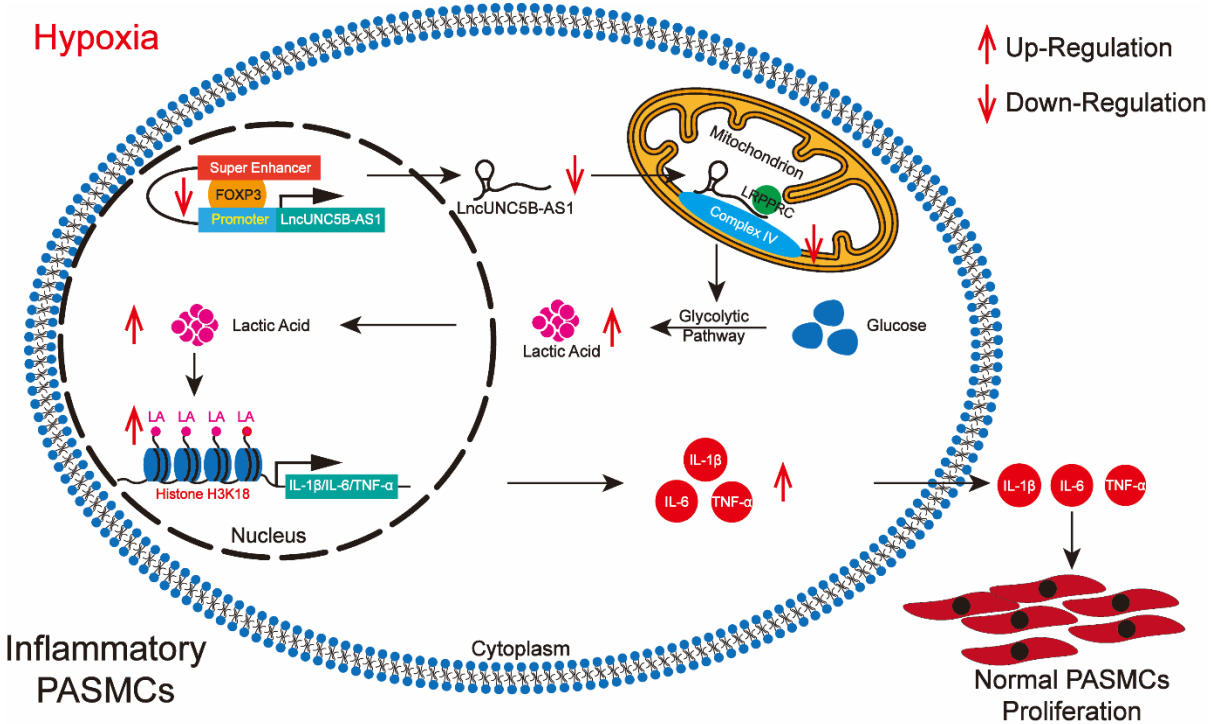 Hypoxia
Up-Regulation
Down-Regulation
Mitochondrion
Super Enhancer
FOXP3
Promoter
LncUNC5B-AS1
LncUNC5B-AS1
LRPPRC
Complex IV
Lactic Acid
Lactic Acid
Glycolytic
Pathway
Glucose
LA LA LA LA
Histone H3K18
IL-1β/IL-6/TNF-α
Nucleus
IL-1β
IL-6
TNF-α
IL-1β
IL-6
TNF-α
Cytoplasm
Inflammatory
PASMCs
Normal PASMCs
Proliferation